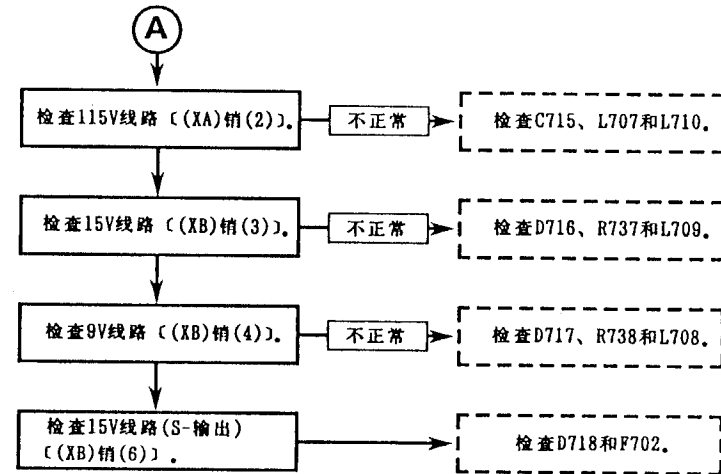 A
检查115V线路〔(XA)销(2)〕。
不正常
检查C715、L707和L710。
检查15V线路〔(XB)销(3)〕。
不正常
检查D716、R737和L709。
检查9V线路〔(XB)销(4)〕。
不正常
检查D717、R738和L708。
检查15V线路(S-输出)
〔(XB)销(6)〕.
检查D718和F702。